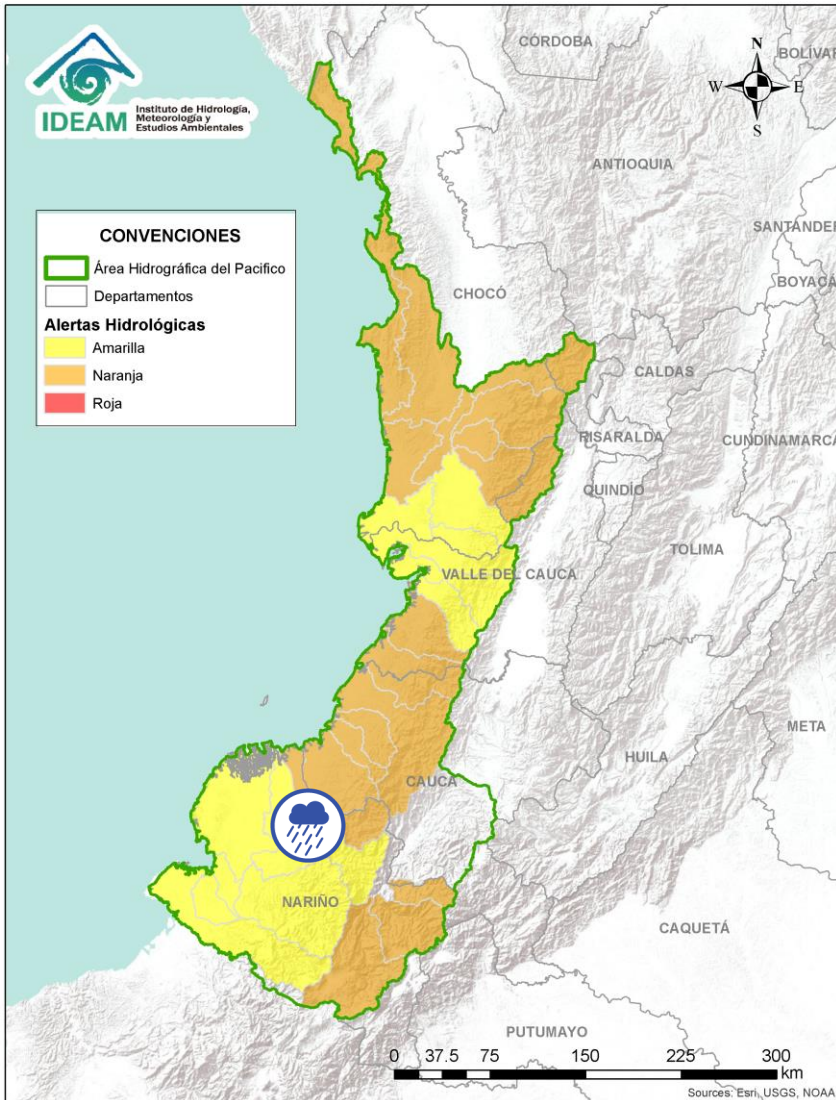 IDEAM
Instituto de Hidrología,
Meteorología y
Estudios Ambientales
CÓRDOBA
BOLÍVAR
N
W
E
S
ANTIOQUIA
SANTANDER
BOYACÁ
CONVENCIONES
Área Hidrográfica del Pacifico
Departamentos
Alertas Hidrológicas
Amarilla
Naranja
Roja
CHOCÓ
CALDAS
RISARALDA
CUNDINAMARCA
QUINDÍO
TOLIMA
VALLE DEL CAUCA
META
HUILA
CAUCA
NARIÑO
CAQUETÁ
PUTUMAYO
0 37.5 75 150 225 300
km
Sources: Esri, USGS, NOAA